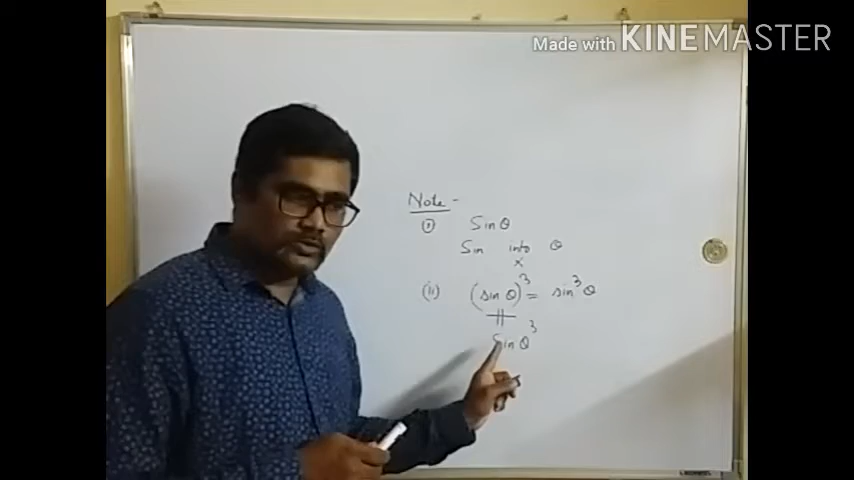 Made with KINEMASTER
Note -
(i) Sin θ
Sin into θ
×
(ii) (sin θ)³ = sin³ θ
≠
Sin θ³